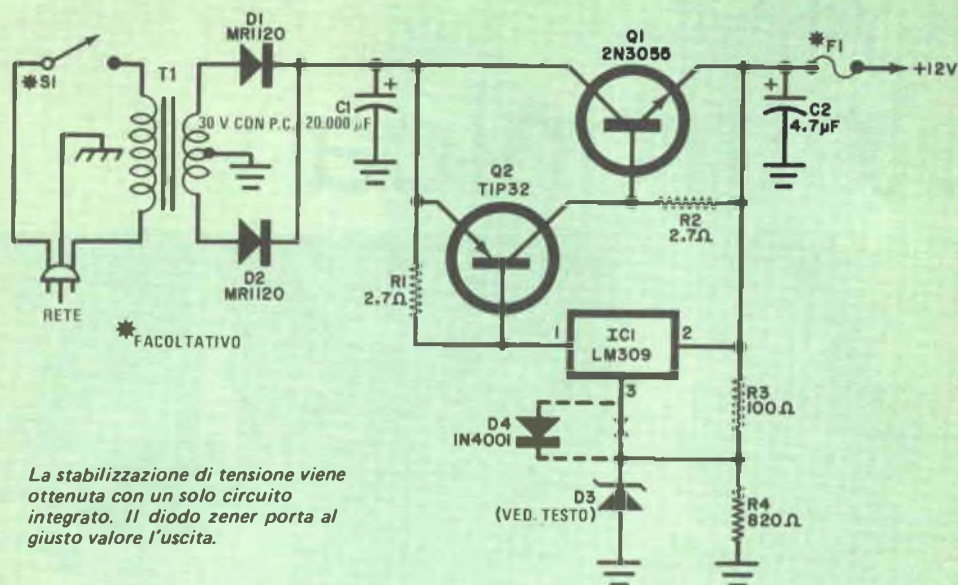 D1
MR1120
✷S1
T1
30 V CON P.C.
+
C1
20.000 µF
D2
MR1120
RETE
✷FACOLTATIVO
Q1
2N3055
✷F1
+12V
+
C2
4.7µF
Q2
TIP32
R2
2.7Ω
R1
2.7Ω
1
IC1
LM309
2
3
D4
1N4001
R3
100Ω
D3
(VED. TESTO)
R4
820Ω
La stabilizzazione di tensione viene
ottenuta con un solo circuito
integrato. Il diodo zener porta al
giusto valore l'uscita.